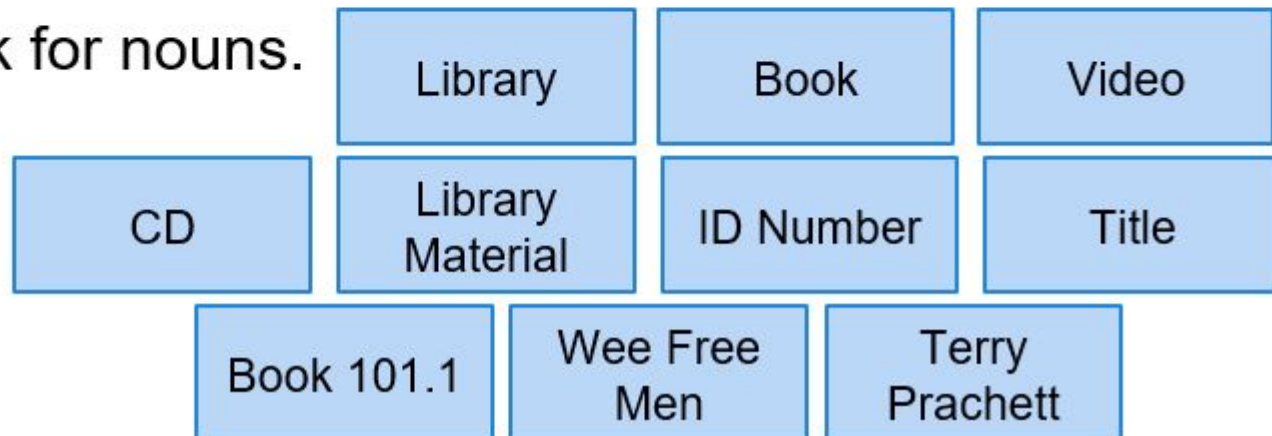 k for nouns.
Library
Book
Video
CD
Library
Material
ID Number
Title
Book 101.1
Wee Free
Men
Terry
Prachett